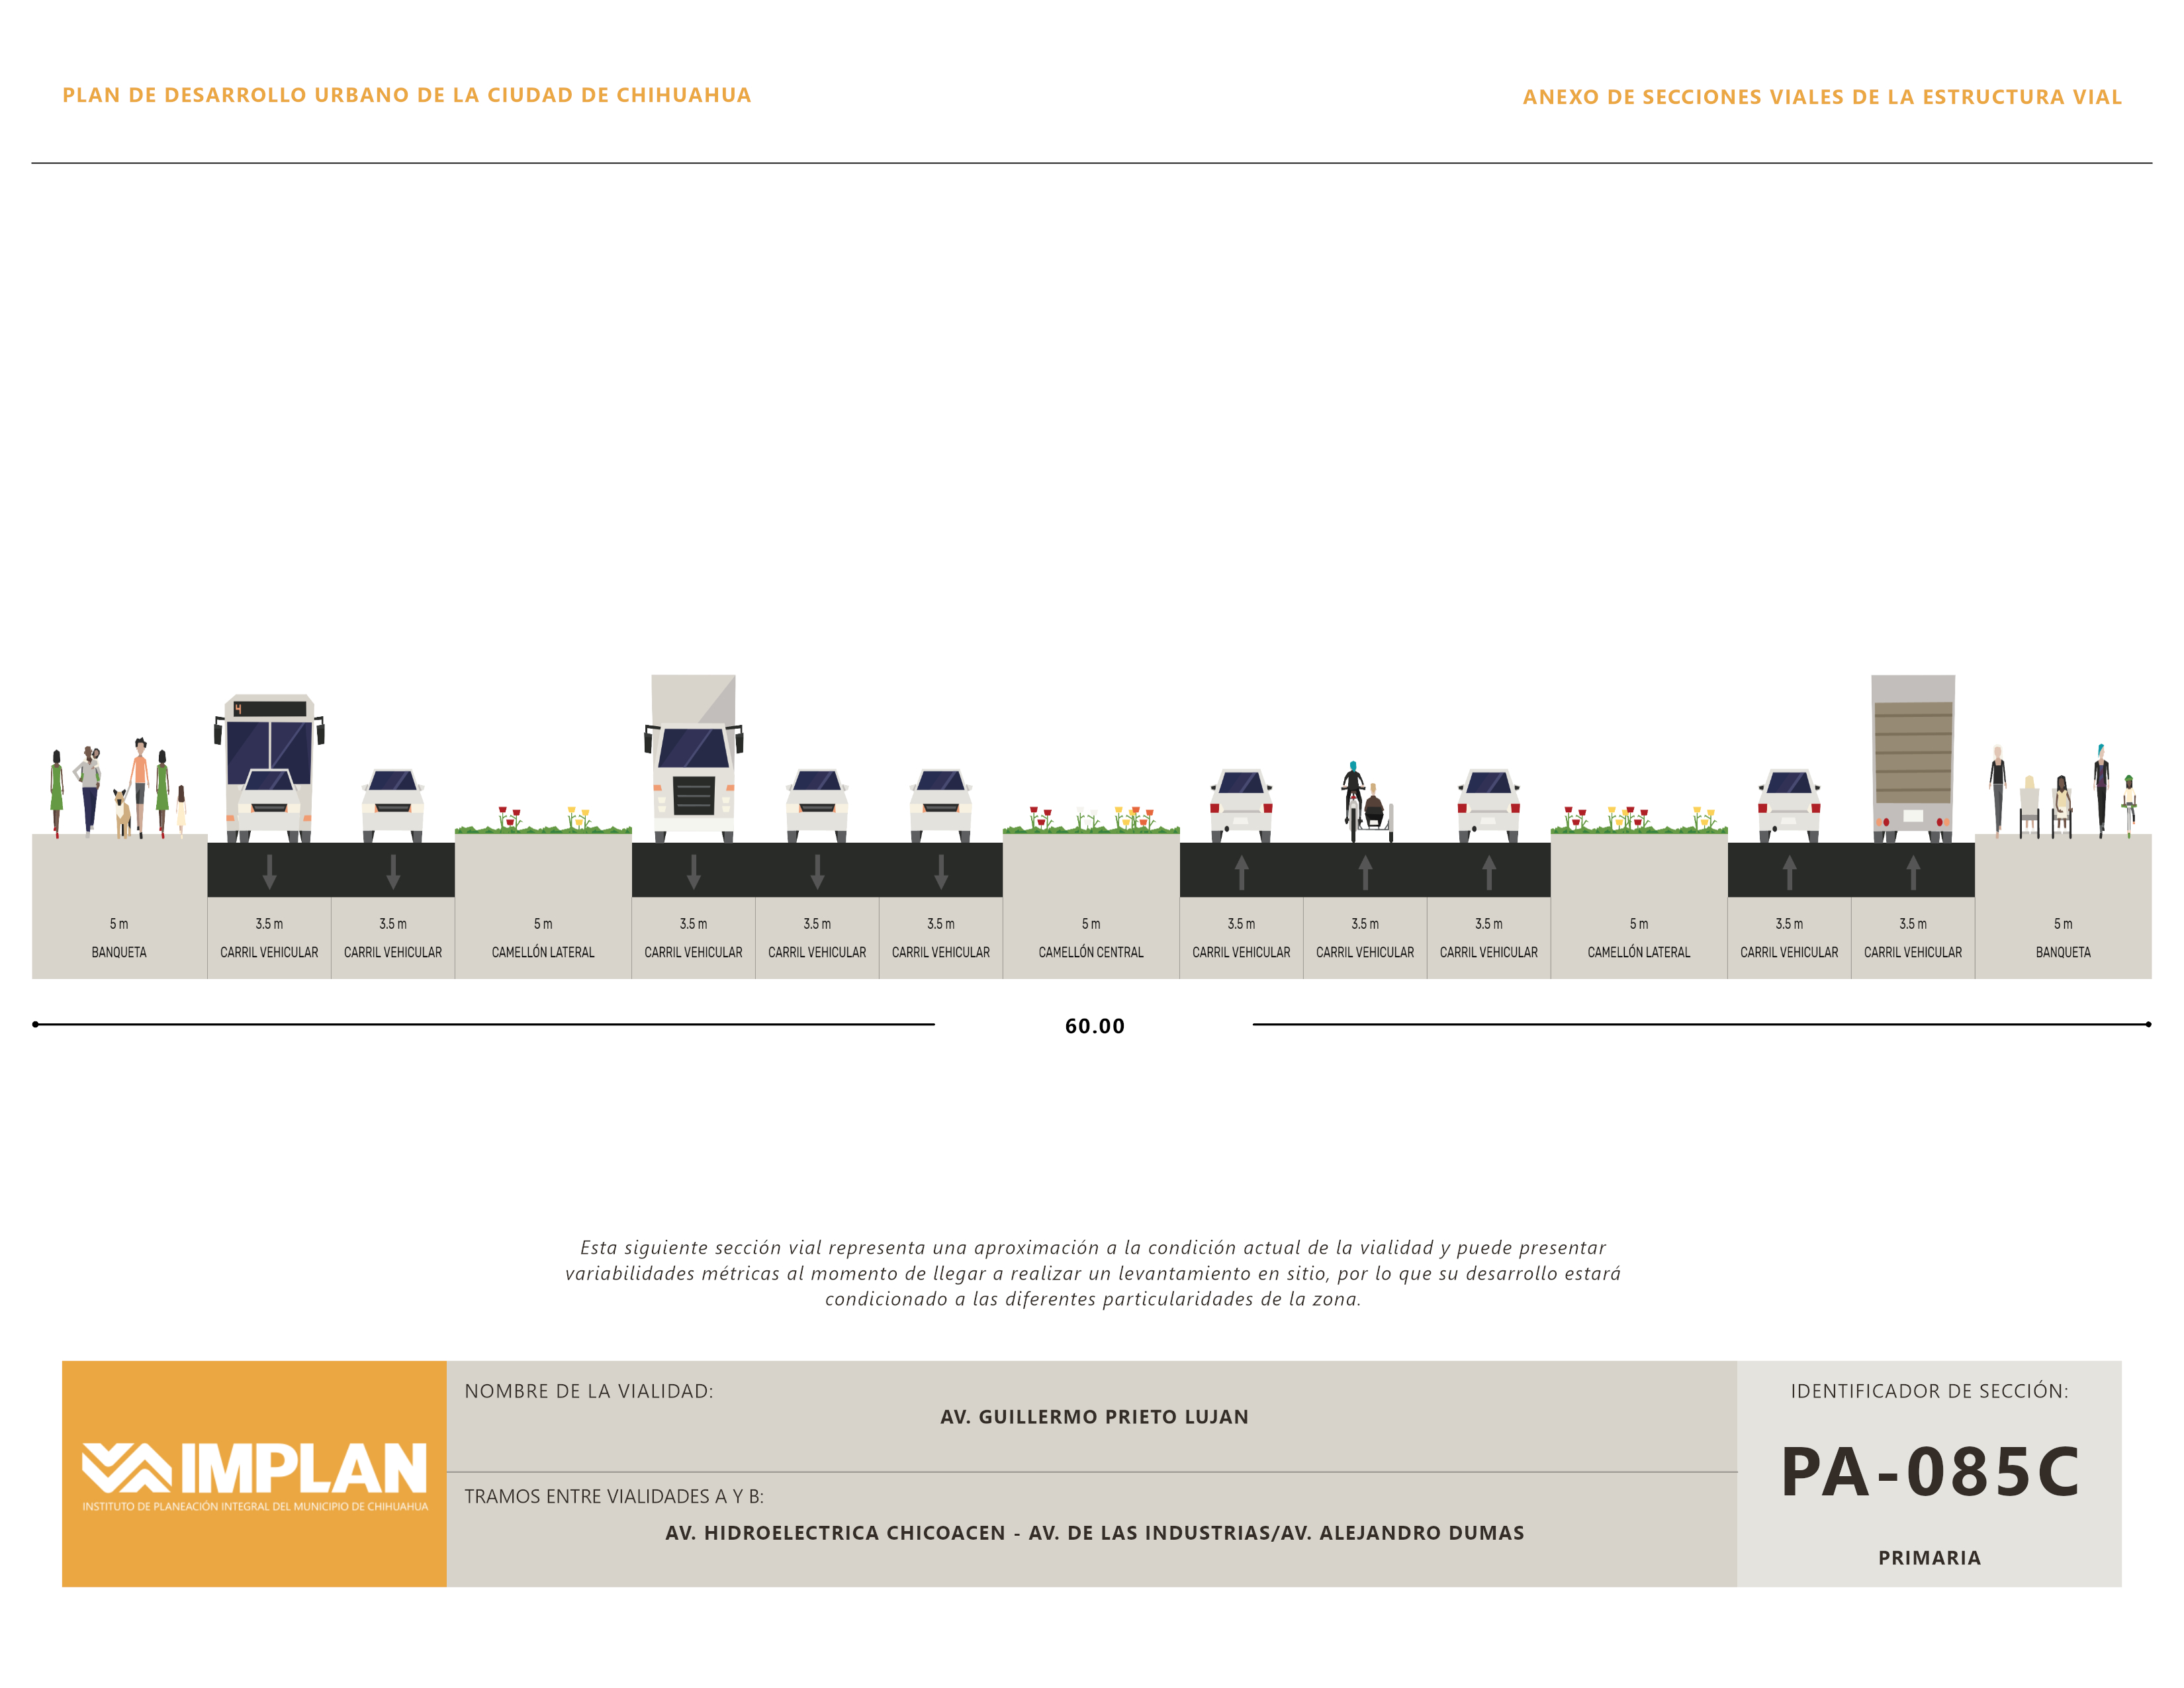 PLAN DE DESARROLLO URBANO DE LA CIUDAD DE CHIHUAHUA
ANEXO DE SECCIONES VIALES DE LA ESTRUCTURA VIAL
4
5 m 3.5 m 3.5 m 5 m 3.5 m 3.5 m 3.5 m 5 m 3.5 m 3.5 m 3.5 m 5 m 3.5 m 3.5 m 5 m
BANQUETA CARRIL VEHICULAR CARRIL VEHICULAR CAMELLÓN LATERAL CARRIL VEHICULAR CARRIL VEHICULAR CARRIL VEHICULAR CAMELLÓN CENTRAL CARRIL VEHICULAR CARRIL VEHICULAR CARRIL VEHICULAR CAMELLÓN LATERAL CARRIL VEHICULAR CARRIL VEHICULAR BANQUETA
60.00
Esta siguiente sección vial representa una aproximación a la condición actual de la vialidad y puede presentar
variabilidades métricas al momento de llegar a realizar un levantamiento en sitio, por lo que su desarrollo estará
condicionado a las diferentes particularidades de la zona.
IMPLAN
INSTITUTO DE PLANEACIÓN INTEGRAL DEL MUNICIPIO DE CHIHUAHUA
NOMBRE DE LA VIALIDAD:
AV. GUILLERMO PRIETO LUJAN
TRAMOS ENTRE VIALIDADES A Y B:
AV. HIDROELECTRICA CHICOACEN - AV. DE LAS INDUSTRIAS/AV. ALEJANDRO DUMAS
IDENTIFICADOR DE SECCIÓN:
PA-085C
PRIMARIA